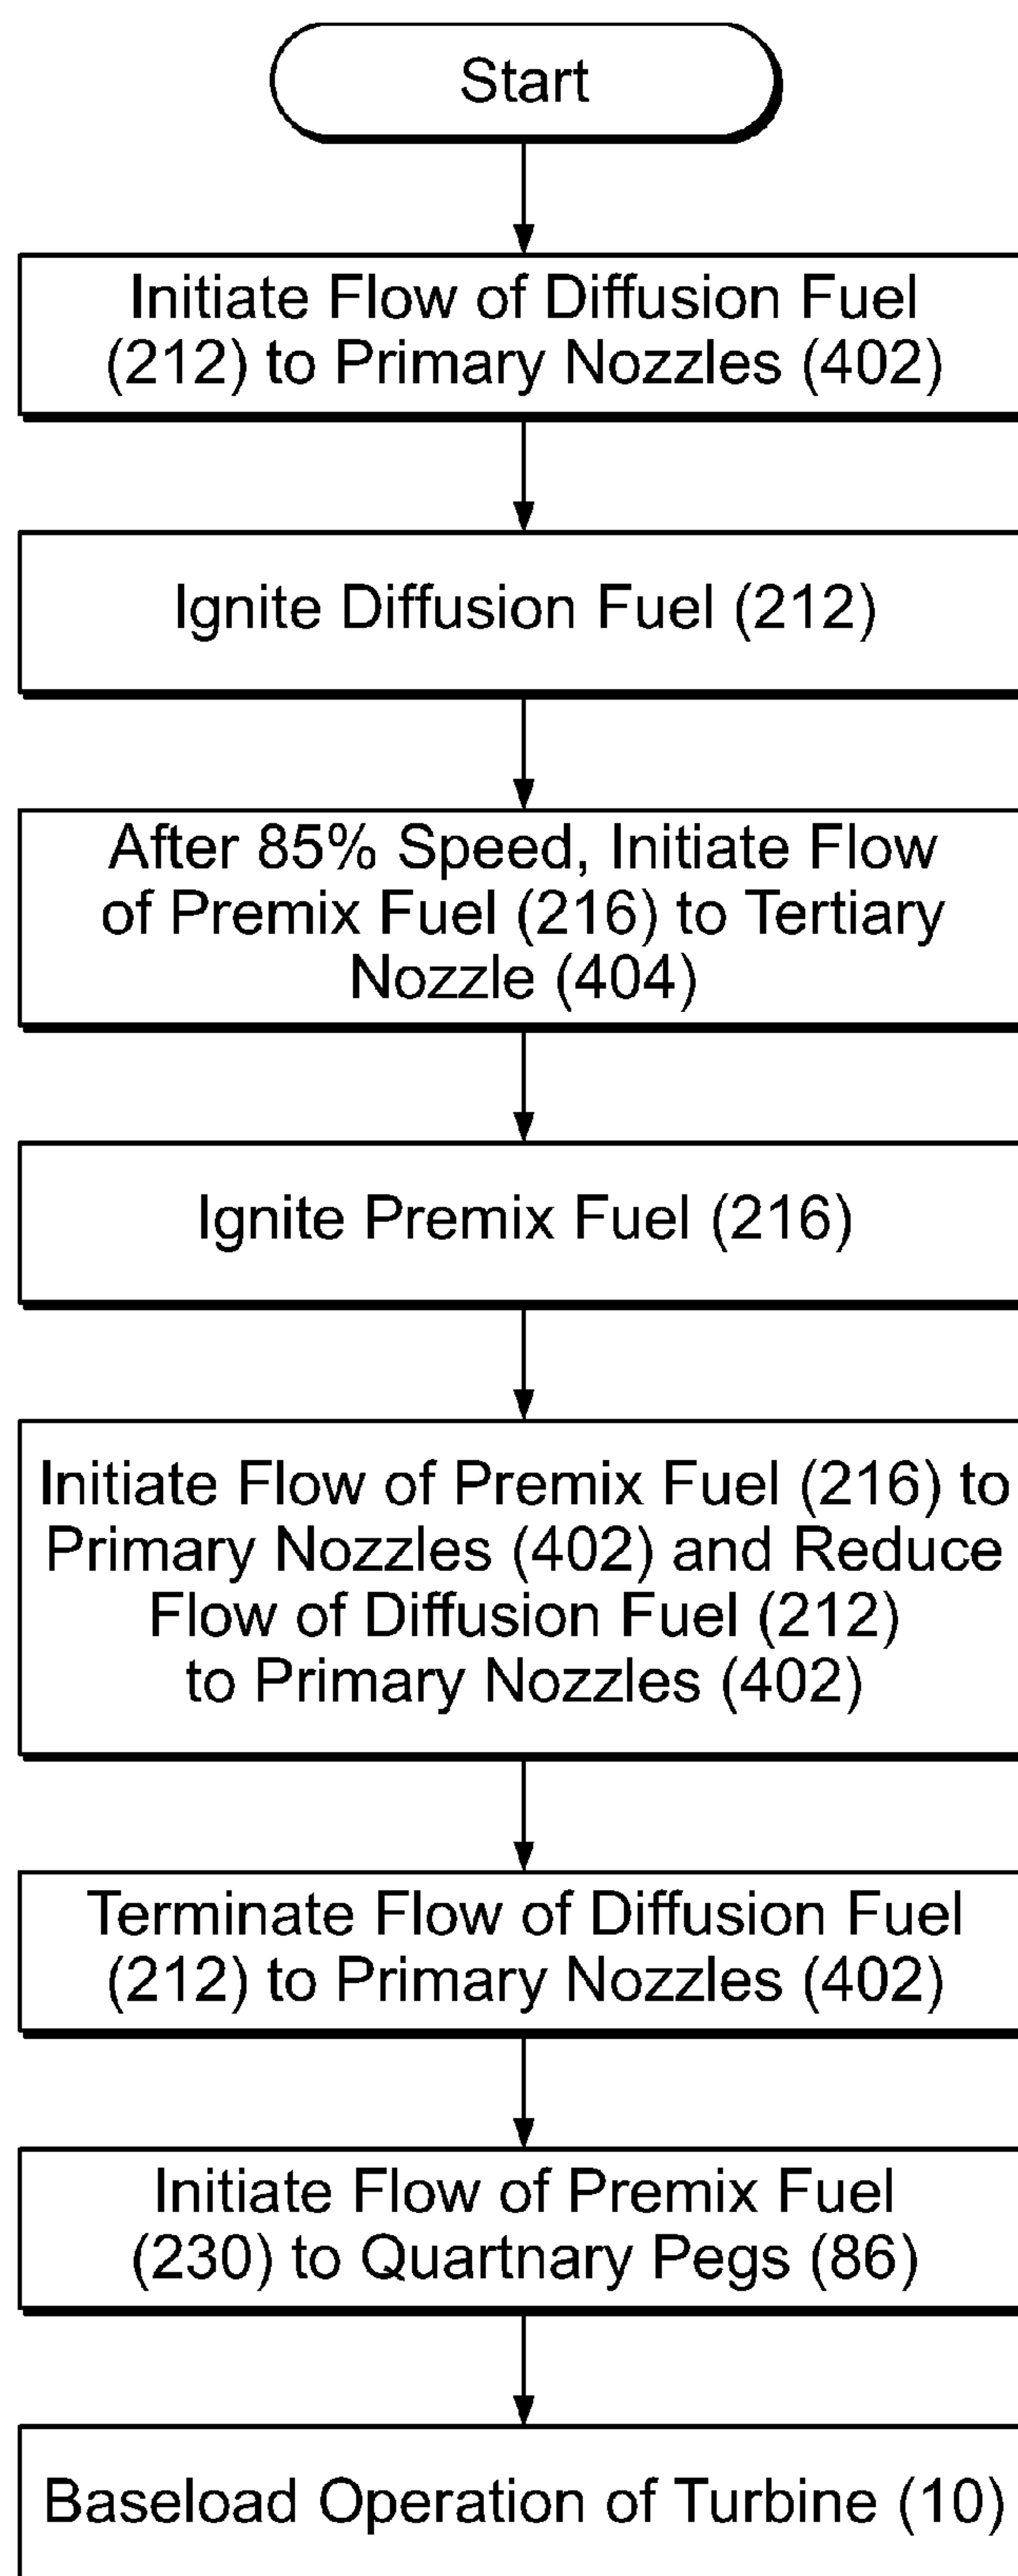 Start
Initiate Flow of Diffusion Fuel
(212) to Primary Nozzles (402)
Ignite Diffusion Fuel (212)
After 85% Speed, Initiate Flow
of Premix Fuel (216) to Tertiary
Nozzle (404)
Ignite Premix Fuel (216)
Initiate Flow of Premix Fuel (216) to
Primary Nozzles (402) and Reduce
Flow of Diffusion Fuel (212)
to Primary Nozzles (402)
Terminate Flow of Diffusion Fuel
(212) to Primary Nozzles (402)
Initiate Flow of Premix Fuel
(230) to Quartnary Pegs (86)
Baseload Operation of Turbine (10)